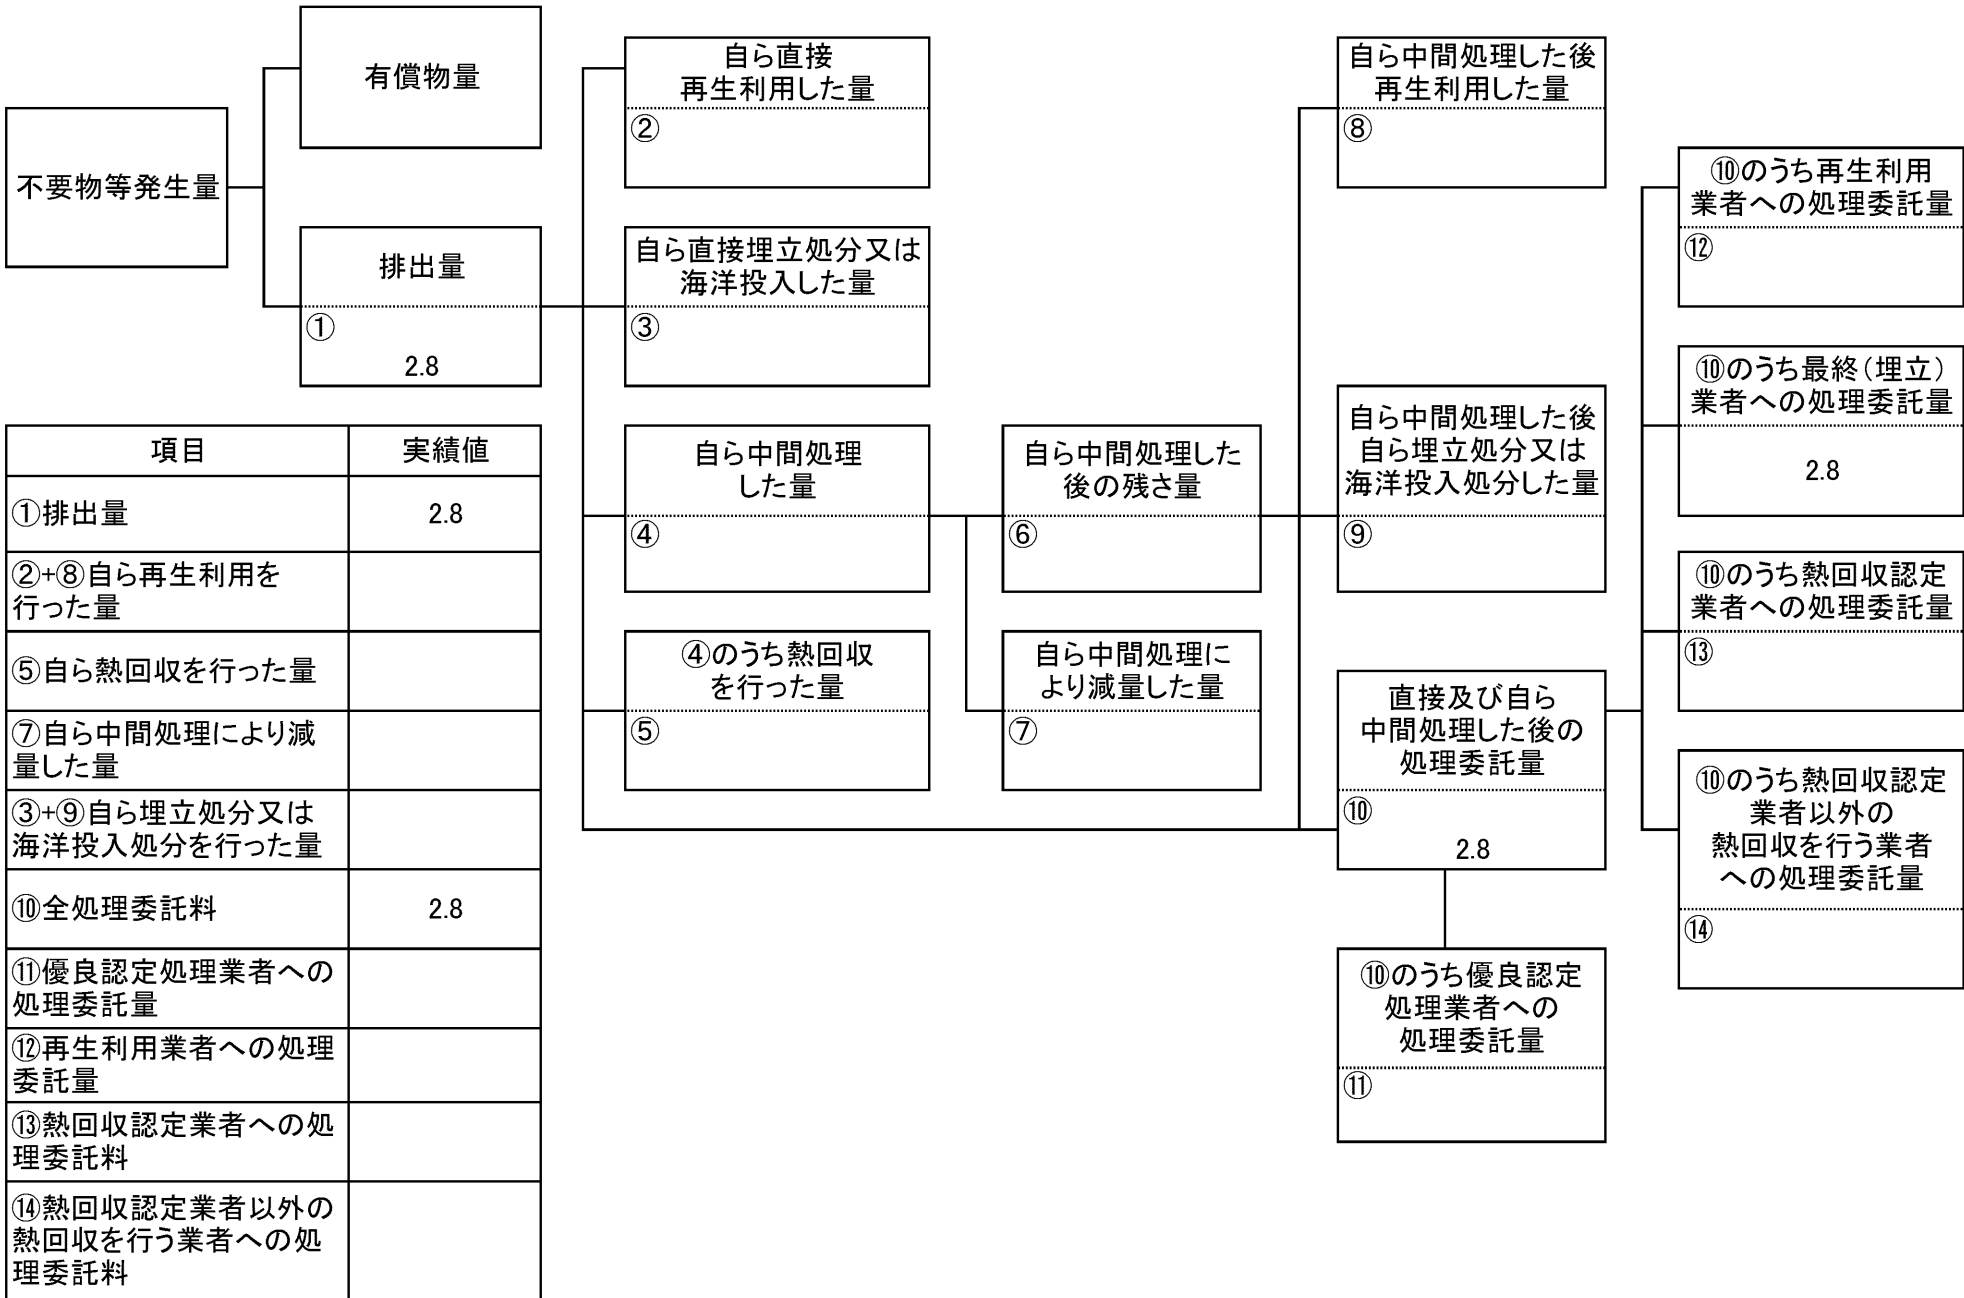 不要物等発生量
有償物量
排出量
①
2.8
自ら直接
再生利用した量
②
自ら直接埋立処分又は
海洋投入した量
③
自ら中間処理
した量
④
④のうち熱回収
を行った量
⑤
自ら中間処理した
後の残さ量
⑥
自ら中間処理に
より減量した量
⑦
自ら中間処理した後
再生利用した量
⑧
自ら中間処理した後
自ら埋立処分又は
海洋投入処分した量
⑨
直接及び自ら
中間処理した後の
処理委託量
⑩
2.8
⑩のうち優良認定
処理業者への
処理委託量
⑪
⑩のうち再生利用
業者への処理委託量
⑫
⑩のうち最終（埋立）
業者への処理委託量
2.8
⑩のうち熱回収認定
業者への処理委託量
⑬
⑩のうち熱回収認定
業者以外の
熱回収を行う業者
への処理委託量
⑭
項目 実績値
①排出量 2.8
②+⑧自ら再生利用を
行った量
⑤自ら熱回収を行った量
⑦自ら中間処理により減
量した量
③+⑨自ら埋立処分又は
海洋投入処分を行った量
⑩全処理委託料 2.8
⑪優良認定処理業者への
処理委託量
⑫再生利用業者への処理
委託量
⑬熱回収認定業者への処
理委託料
⑭熱回収認定業者以外の
熱回収を行う業者への処
理委託料